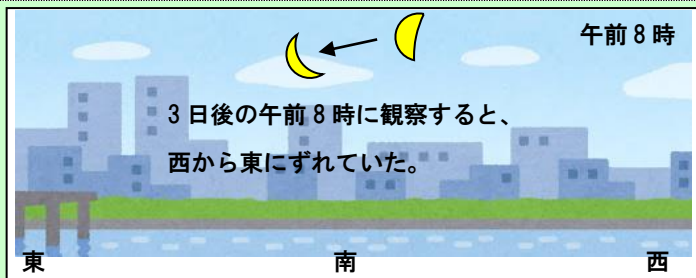 午前8時
3日後の午前8時に観察すると、
西から東にずれていた。
東 南 西